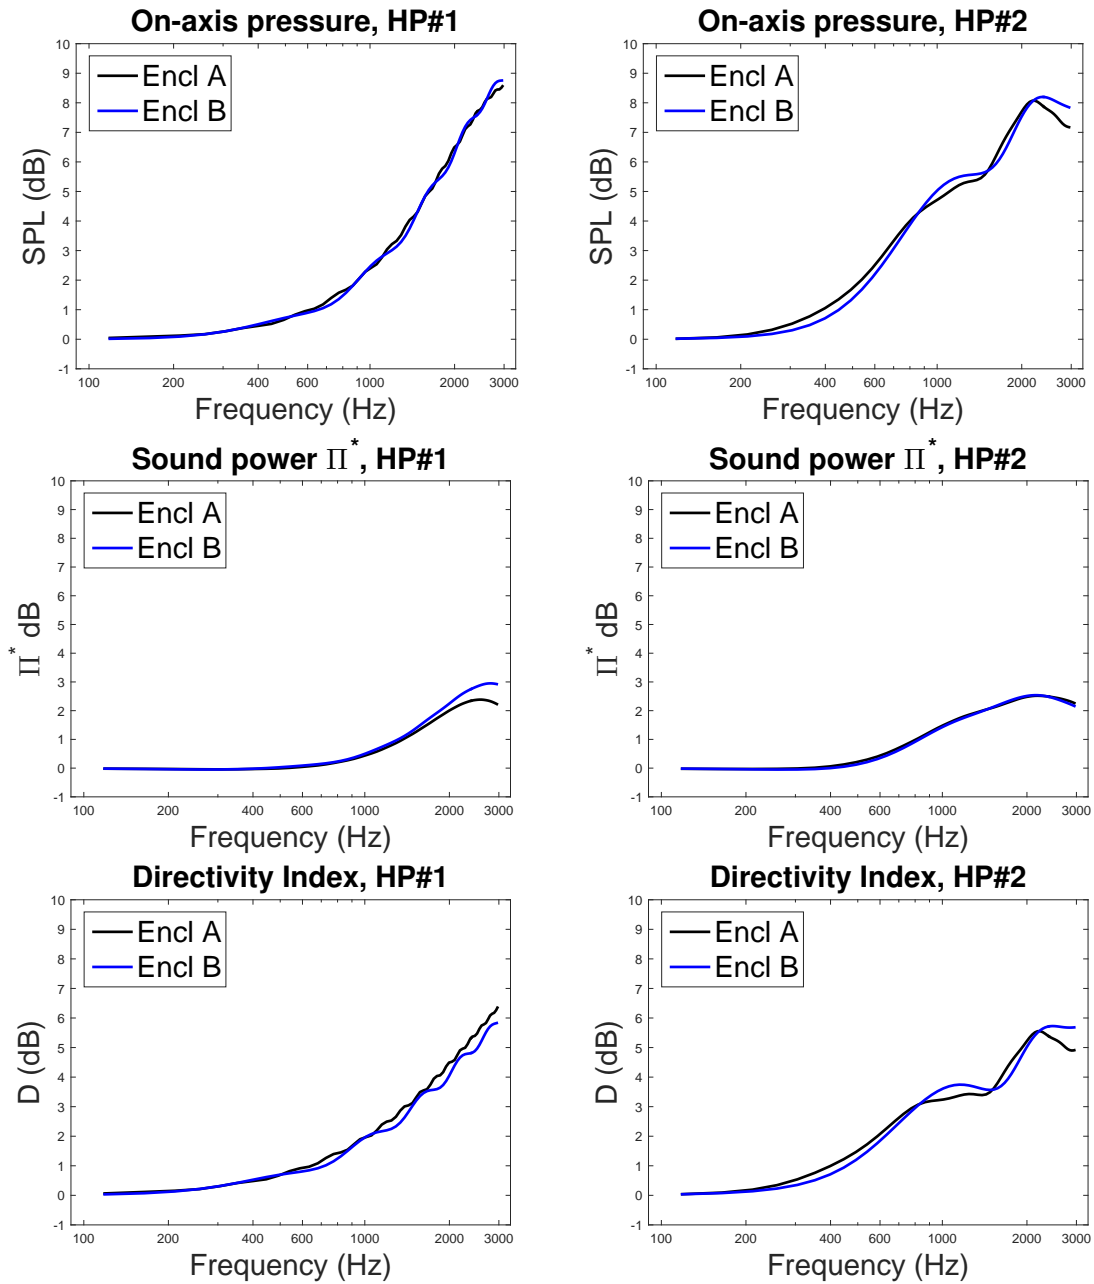 On-axis pressure, HP#1
10
9
8
7
6
5
4
3
2
1
0
-1
SPL (dB)
Encl A
Encl B
100 200 400 600 1000 2000 3000
Frequency (Hz)
On-axis pressure, HP#2
10
9
8
7
6
5
4
3
2
1
0
-1
SPL (dB)
Encl A
Encl B
100 200 400 600 1000 2000 3000
Frequency (Hz)
Sound power Π*, HP#1
10
9
8
7
6
5
4
3
2
1
0
-1
Π* dB
Encl A
Encl B
100 200 400 600 1000 2000 3000
Frequency (Hz)
Sound power Π*, HP#2
10
9
8
7
6
5
4
3
2
1
0
-1
Π* dB
Encl A
Encl B
100 200 400 600 1000 2000 3000
Frequency (Hz)
Directivity Index, HP#1
10
9
8
7
6
5
4
3
2
1
0
-1
D (dB)
Encl A
Encl B
100 200 400 600 1000 2000 3000
Frequency (Hz)
Directivity Index, HP#2
10
9
8
7
6
5
4
3
2
1
0
-1
D (dB)
Encl A
Encl B
100 200 400 600 1000 2000 3000
Frequency (Hz)